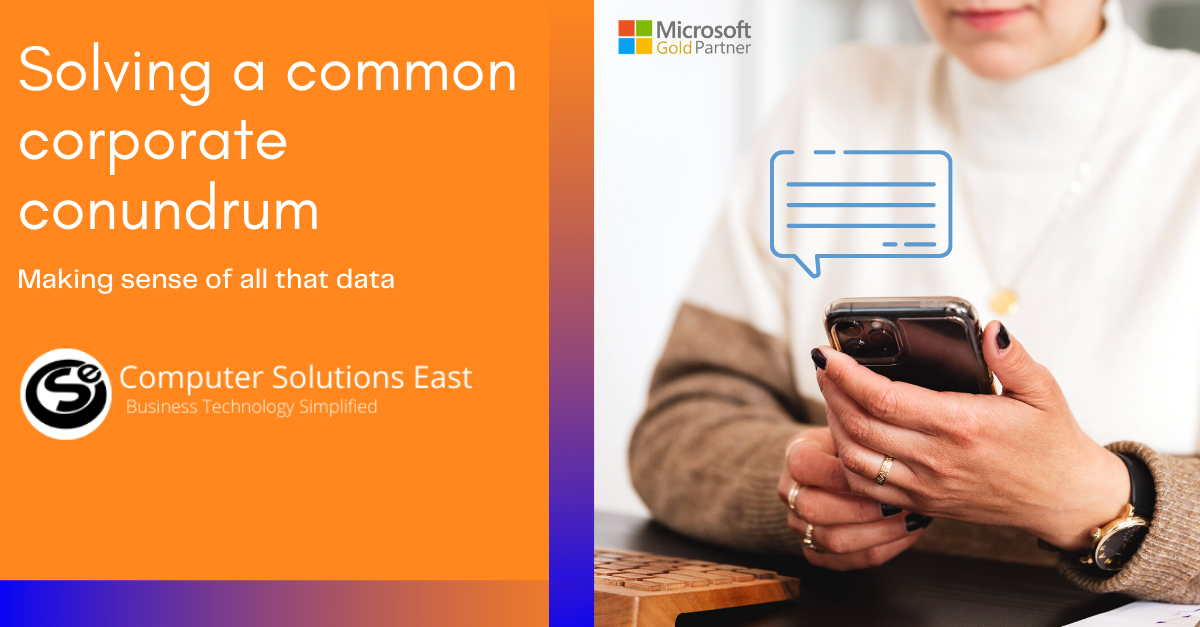 Solving a common
corporate
conundrum
Making sense of all that data
Computer Solutions East
Business Technology Simplified
Microsoft
Gold Partner